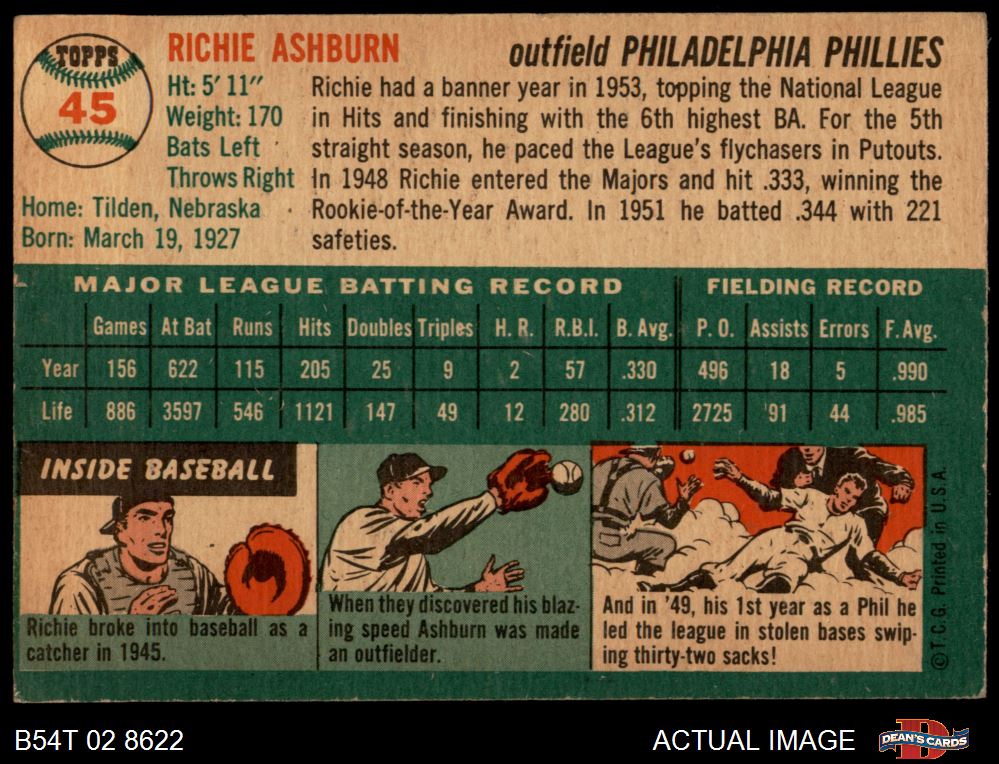 TOPPS
45
RICHIE ASHBURN
outfield PHILADELPHIA PHILLIES
Ht: 5' 11"
Weight: 170
Bats Left
Throws Right
Home: Tilden, Nebraska
Born: March 19, 1927
Richie had a banner year in 1953, topping the National League
in Hits and finishing with the 6th highest BA. For the 5th
straight season, he paced the League's flychasers in Putouts.
In 1948 Richie entered the Majors and hit .333, winning the
Rookie-of-the-Year Award. In 1951 he batted .344 with 221
safeties.
MAJOR LEAGUE BATTING RECORD FIELDING RECORD
Games At Bat Runs Hits Doubles Triples H. R. R.B.I. B. Avg. P. O. Assists Errors F. Avg.
Year 156 622 115 205 25 9 2 57 .330 496 18 5 .990
Life 886 3597 546 1121 147 49 12 280 .312 2725 91 44 .985
INSIDE BASEBALL
Richie broke into baseball as a
catcher in 1945.
When they discovered his blaz-
ing speed Ashburn was made
an outfielder.
And in '49, his 1st year as a Phil he
led the league in stolen bases swip-
ing thirty-two sacks!
© T.C.G. Printed in U.S.A.
B54T 02 8622
ACTUAL IMAGE
DEAN'S CARDS